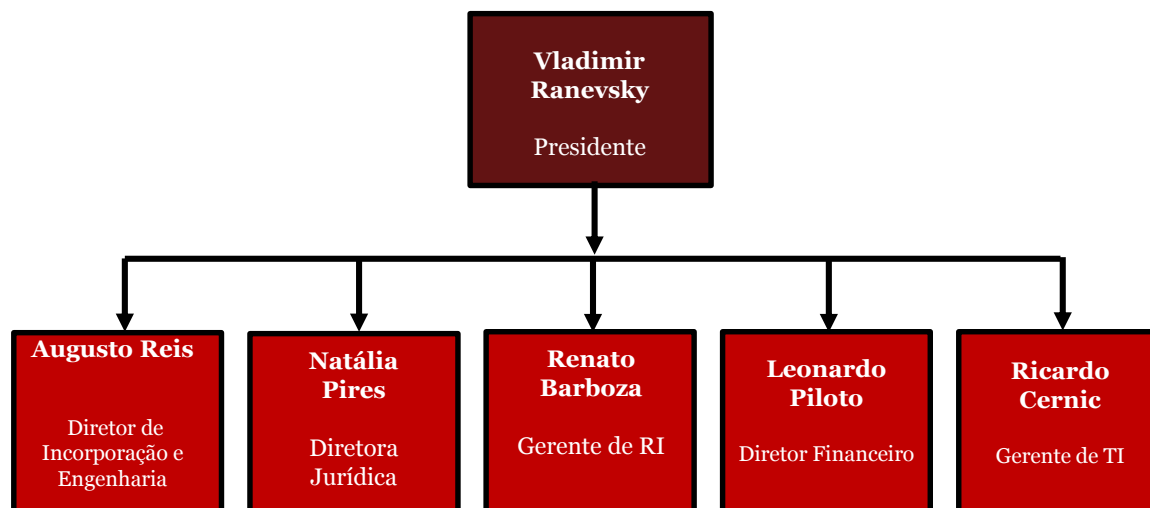 Vladimir
Ranevsky
Presidente
Augusto Reis
Diretor de
Incorporação e
Engenharia
Natália
Pires
Diretora
Jurídica
Renato
Barboza
Gerente de RI
Leonardo
Piloto
Diretor Financeiro
Ricardo
Cernic
Gerente de TI